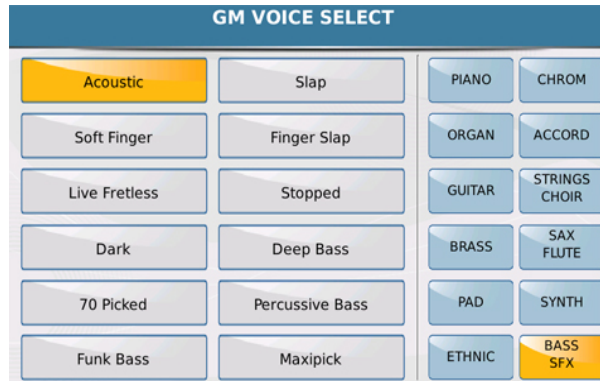 GM VOICE SELECT
Acoustic
Slap
PIANO
CHROM
Soft Finger
Finger Slap
ORGAN
ACCORD
Live Fretless
Stopped
GUITAR
STRINGS
CHOIR
Dark
Deep Bass
BRASS
SAX
FLUTE
70 Picked
Percussive Bass
PAD
SYNTH
Funk Bass
Maxipick
ETHNIC
BASS
SFX